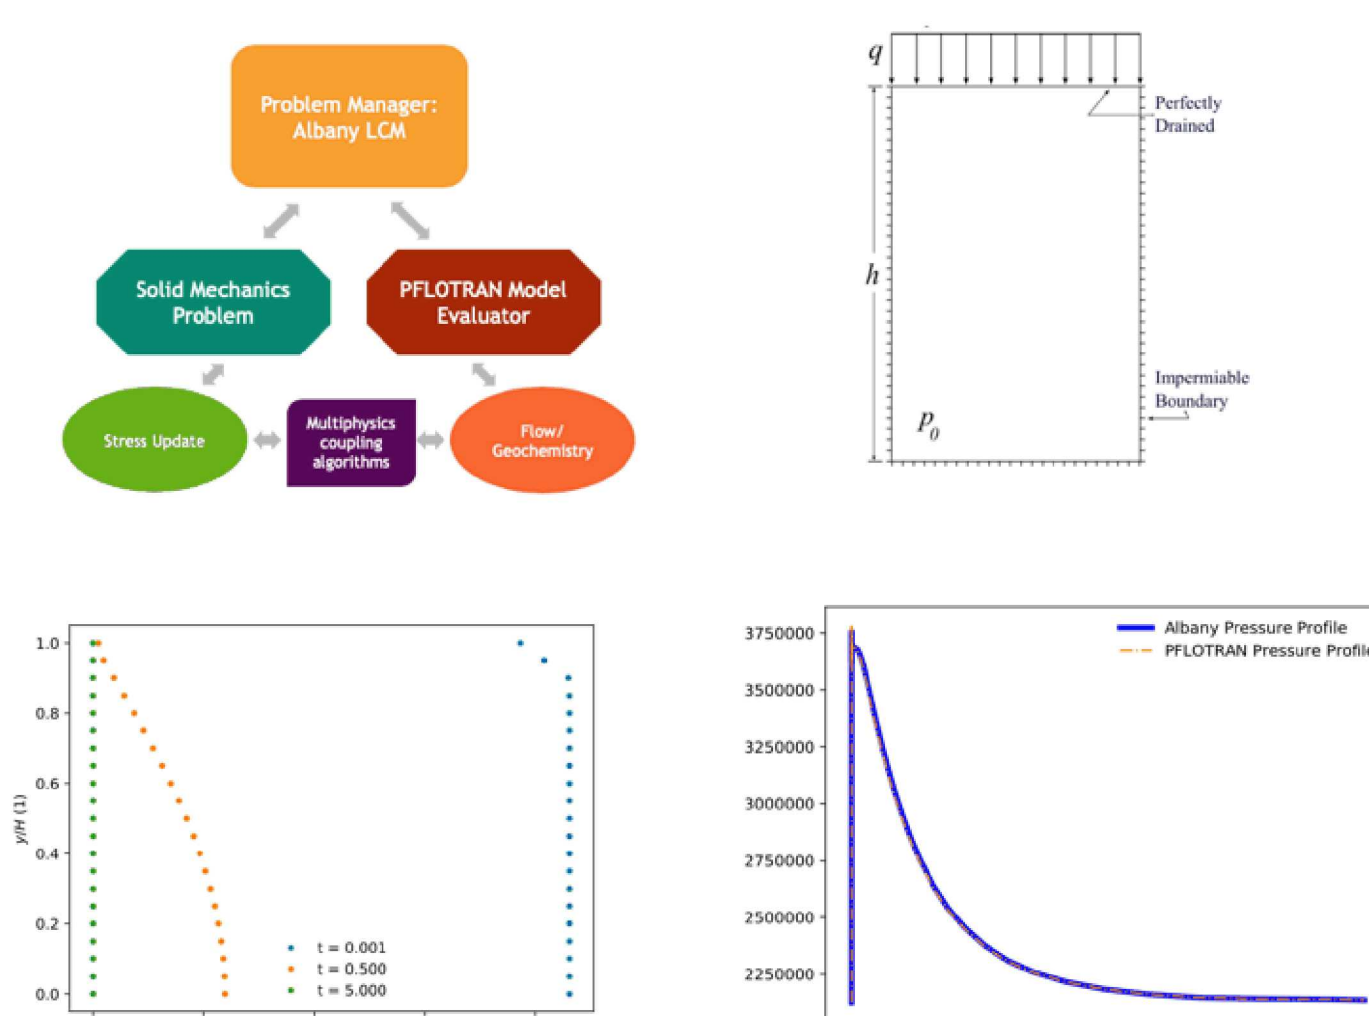 Problem Manager:
Albany LCM
Solid Mechanics
Problem
PFLOTRAN Model
Evaluator
Stress Update
Multiphysics
coupling
algorithms
Flow/
Geochemistry
q
Perfectly
Drained
h
Impermiable
Boundary
p0
1.0
0.8
0.6
0.4
0.2
0.0
y/H (1)
t = 0.001
t = 0.500
t = 5.000
3750000
3500000
3250000
3000000
2750000
2500000
2250000
Albany Pressure Profile
PFLOTRAN Pressure Profile